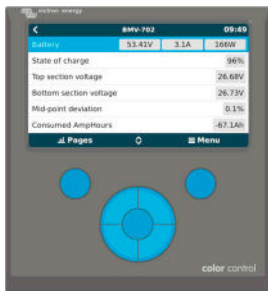 victron energy
BMV-702 09:49
Battery 53.41V 3.1A 166W
State of charge 96%
Top section voltage 26.68V
Bottom section voltage 26.73V
Mid-point deviation 0.1%
Consumed AmpHours -67.1Ah
Pages Menu
color control